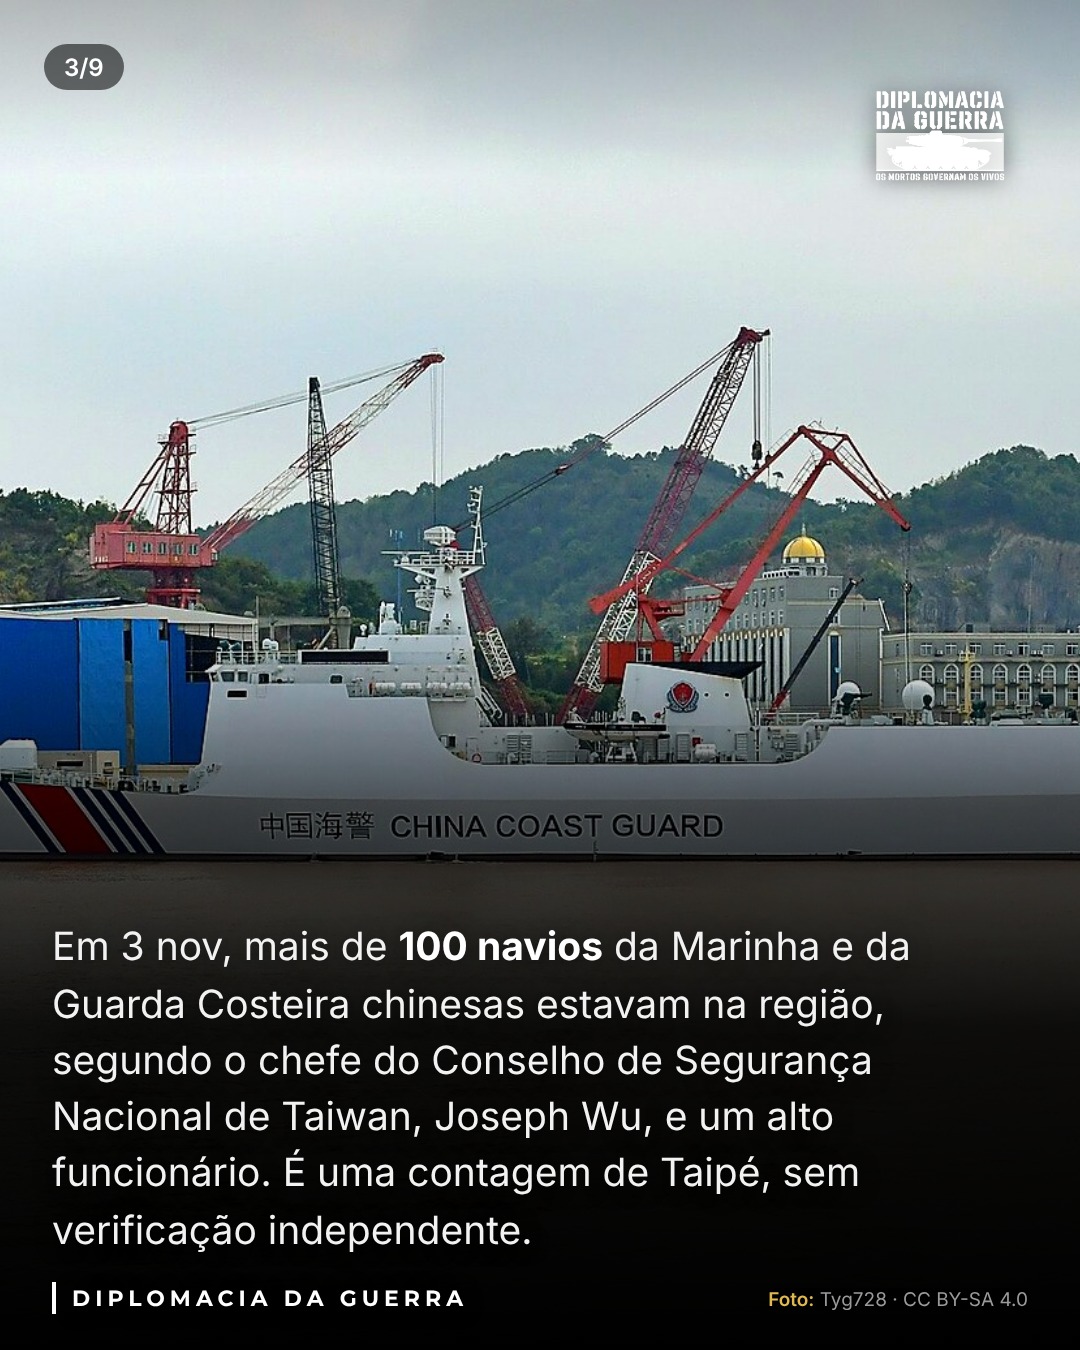 3/9
DIPLOMACIA
DA GUERRA
OS MORTOS GOVERNAM OS VIVOS
中国海警 CHINA COAST GUARD
Em 3 nov, mais de 100 navios da Marinha e da
Guarda Costeira chinesas estavam na região,
segundo o chefe do Conselho de Segurança
Nacional de Taiwan, Joseph Wu, e um alto
funcionário. É uma contagem de Taipé, sem
verificação independente.
DIPLOMACIA DA GUERRA
Foto: Tyg728 · CC BY-SA 4.0